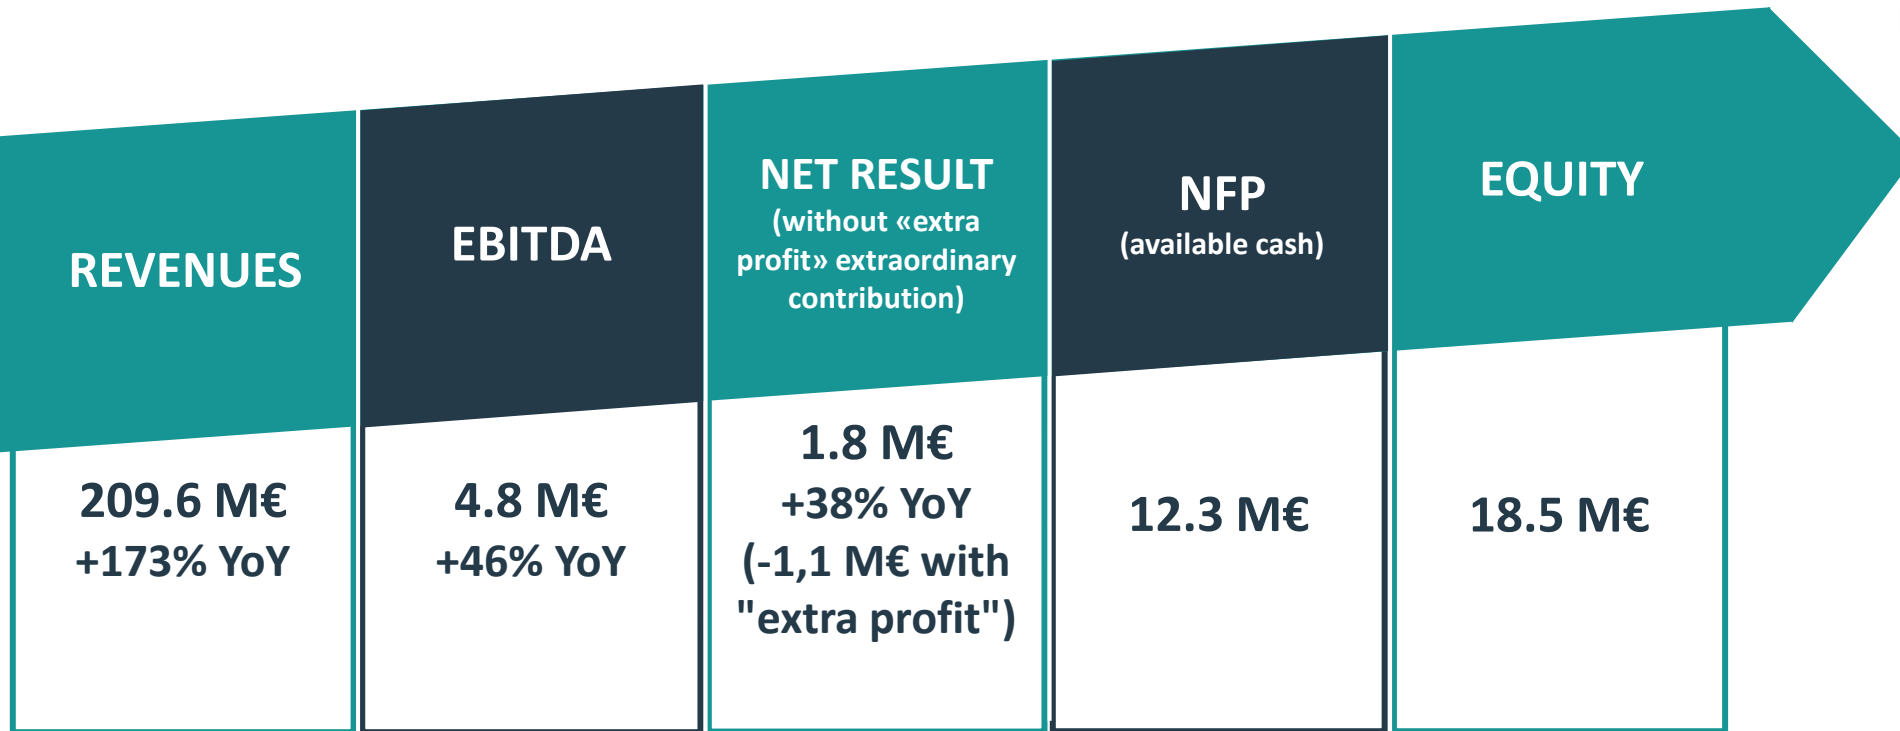 REVENUES
209.6 M€
+173% YoY
EBITDA
4.8 M€
+46% YoY
NET RESULT
(without «extra
profit» extraordinary
contribution)
1.8 M€
+38% YoY
(-1,1 M€ with
"extra profit")
NFP
(available cash)
12.3 M€
EQUITY
18.5 M€